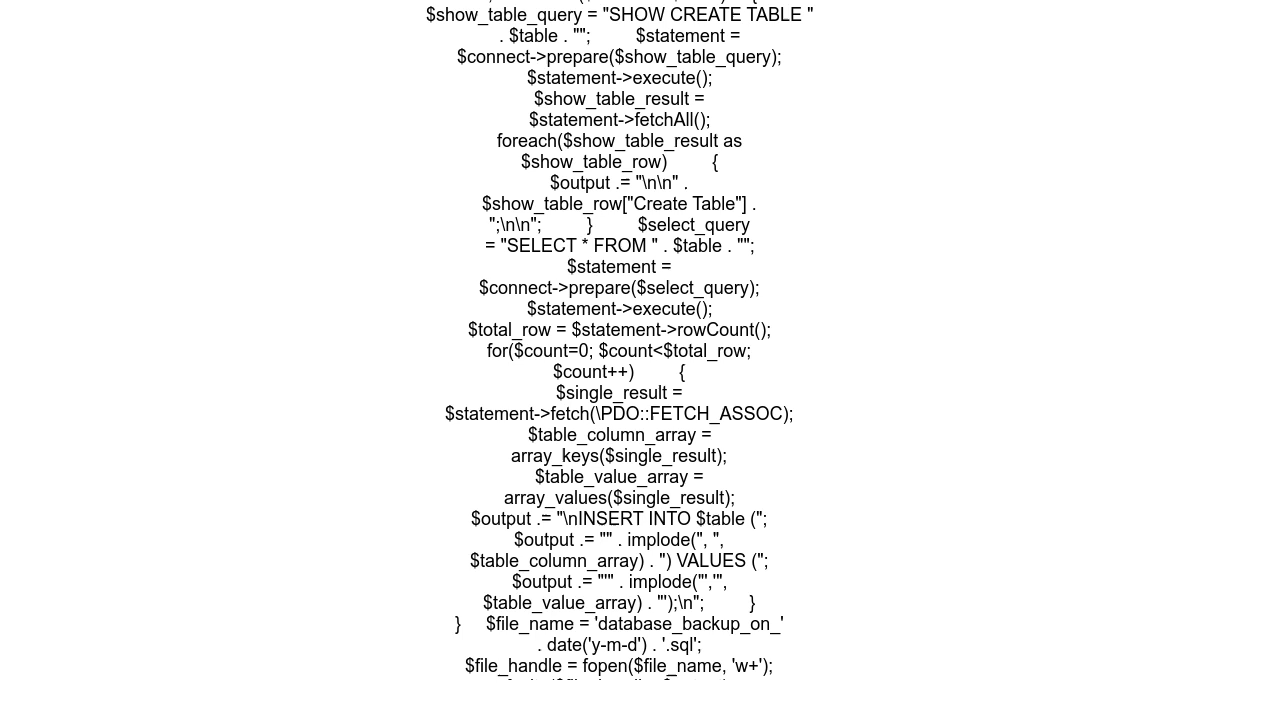 $show_table_query = "SHOW CREATE TABLE "
. $table . "";         $statement =
$connect->prepare($show_table_query);
$statement->execute();
$show_table_result =
$statement->fetchAll();
foreach($show_table_result as
$show_table_row)         {
$output .= "\n\n" .
$show_table_row["Create Table"] .
";\n\n";         }         $select_query
= "SELECT * FROM " . $table . "";
$statement =
$connect->prepare($select_query);
$statement->execute();
$total_row = $statement->rowCount();
for($count=0; $count<$total_row;
$count++)         {
$single_result =
$statement->fetch(\PDO::FETCH_ASSOC);
$table_column_array =
array_keys($single_result);
$table_value_array =
array_values($single_result);
$output .= "\nINSERT INTO $table (";
$output .= "" . implode(", ",
$table_column_array) . ") VALUES (";
$output .= "'" . implode("','",
$table_value_array) . "');\n";         }
}     $file_name = 'database_backup_on_'
. date('y-m-d') . '.sql';
$file_handle = fopen($file_name, 'w+');